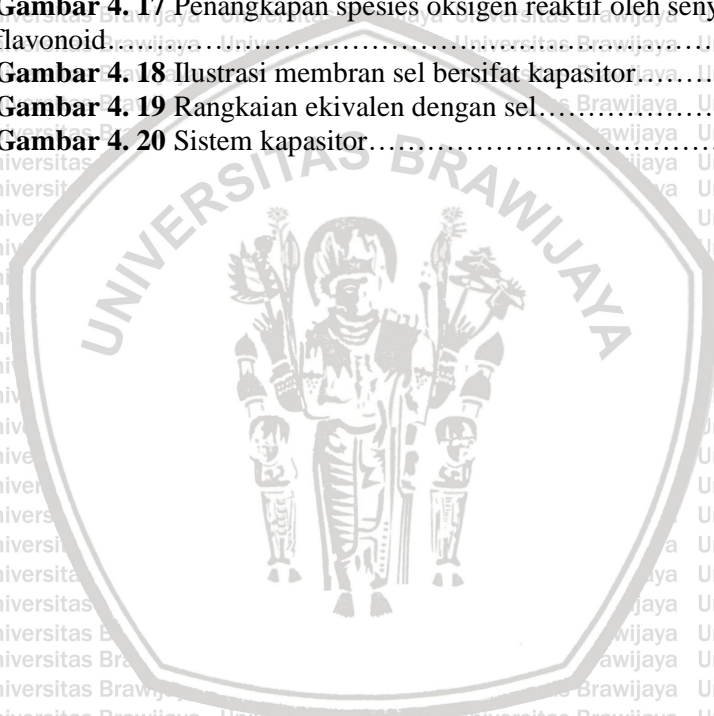 Gambar 4. 17 Penangkapan spesies oksigen reaktif oleh
flavonoid…………………………………………………………
Gambar 4. 18 Ilustrasi membran sel bersifat kapasitor………
Gambar 4. 19 Rangkaian ekivalen dengan sel…………………
Gambar 4. 20 Sistem kapasitor…………………………………
UNIVERSITAS BRAWIJAYA